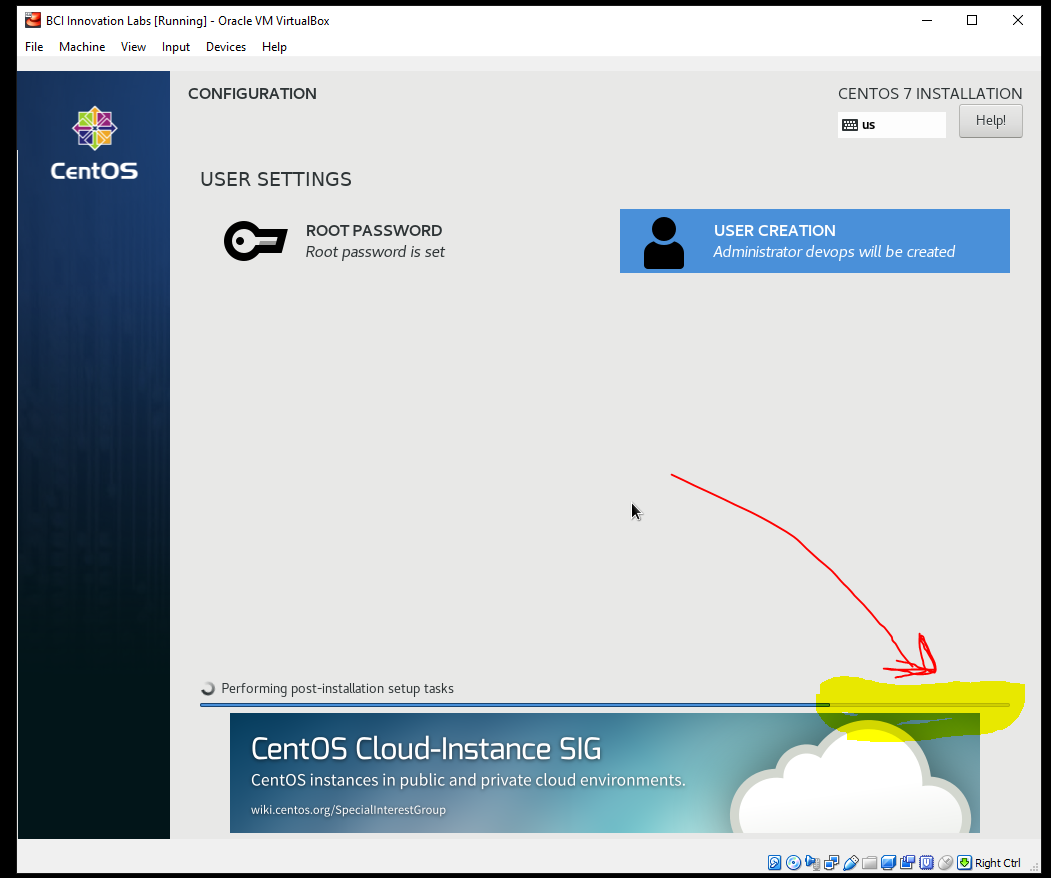 BCI Innovation Labs [Running] - Oracle VM VirtualBox
File Machine View Input Devices Help
CentOS
CONFIGURATION
CENTOS 7 INSTALLATION
us
Help!
USER SETTINGS
ROOT PASSWORD
Root password is set
USER CREATION
Administrator devops will be created
Performing post-installation setup tasks
CentOS Cloud-Instance SIG
CentOS instances in public and private cloud environments.
wiki.centos.org/SpecialInterestGroup
Right Ctrl